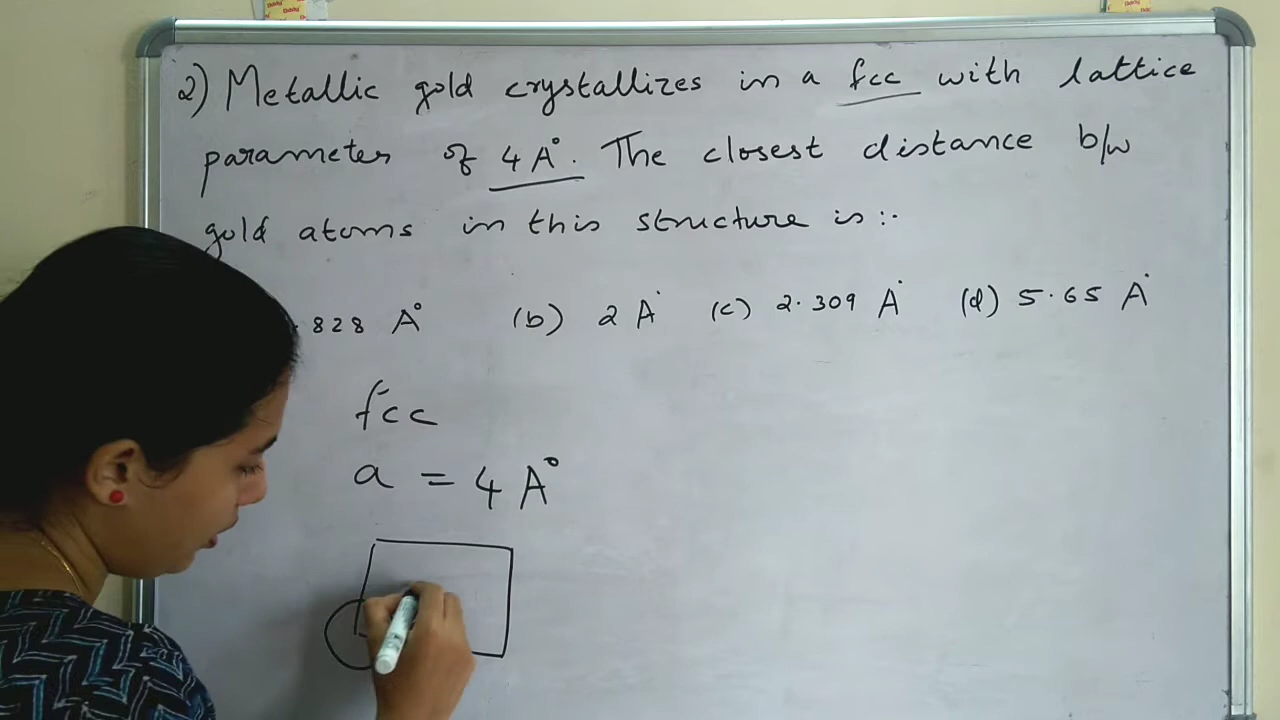 2) Metallic gold crystallizes in a fcc with lattice
parameter of 4 A°. The closest distance b/w
gold atoms in this structure is :-
.828 A° (b) 2 A° (c) 2.309 A° (d) 5.65 A°
fcc
a = 4 A°